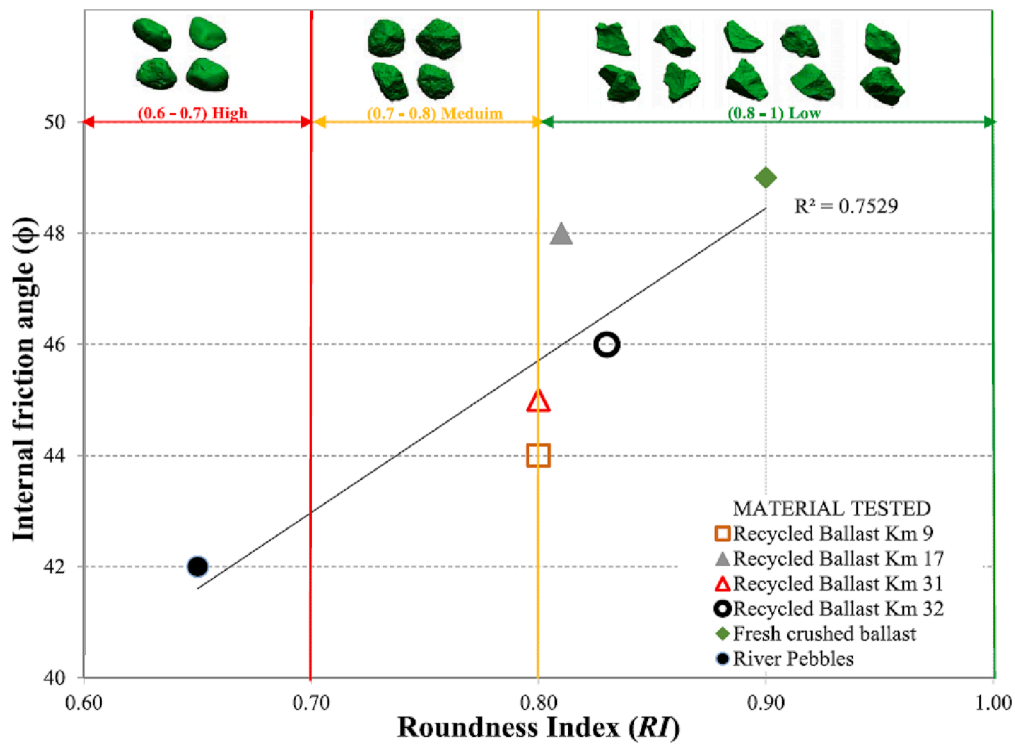 (0.6 - 0.7) High
(0.7 - 0.8) Meduim
(0.8 - 1) Low
50
48
46
44
42
40
Internal friction angle (ϕ)
R² = 0.7529
MATERIAL TESTED
Recycled Ballast Km 9
Recycled Ballast Km 17
Recycled Ballast Km 31
Recycled Ballast Km 32
Fresh crushed ballast
River Pebbles
0.60
0.70
0.80
0.90
1.00
Roundness Index (RI)